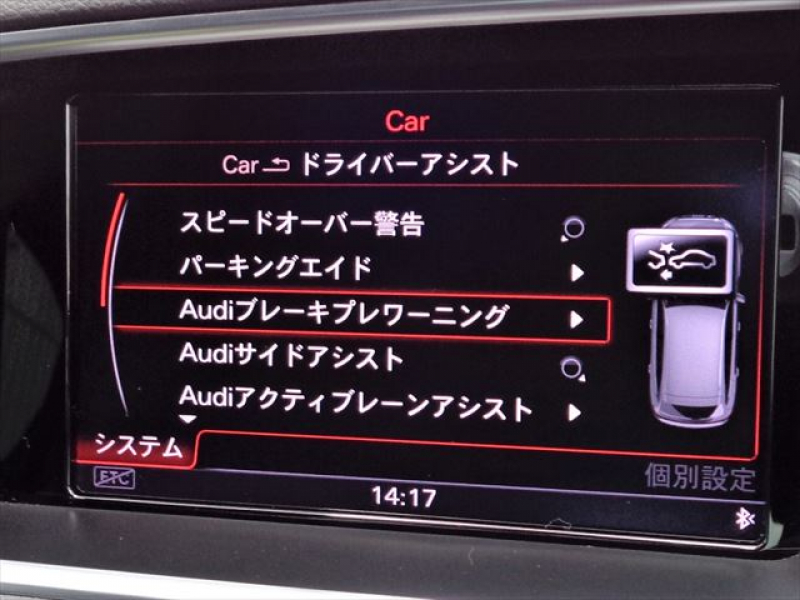 Car
Car ドライバーアシスト
スピードオーバー警告
パーキングエイド
Audiブレーキプレワーニング
Audiサイドアシスト
Audiアクティブレーンアシスト
システム
個別設定
ETC
14:17